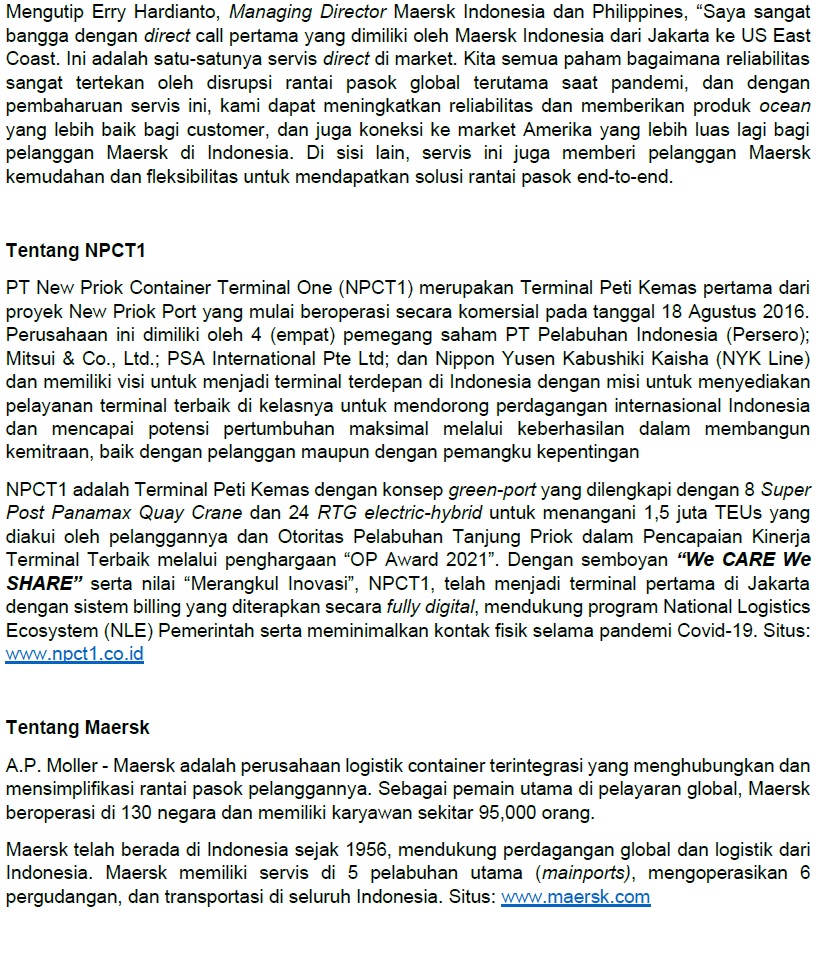 Mengutip Erry Hardianto, Managing Director Maersk Indonesia dan Philippines, “Saya sangat
bangga dengan direct call pertama yang dimiliki oleh Maersk Indonesia dari Jakarta ke US East
Coast. Ini adalah satu-satunya servis direct di market. Kita semua paham bagaimana reliabilitas
sangat tertekan oleh disrupsi rantai pasok global terutama saat pandemi, dan dengan
pembaharuan servis ini, kami dapat meningkatkan reliabilitas dan memberikan produk ocean
yang lebih baik bagi customer, dan juga koneksi ke market Amerika yang lebih luas lagi bagi
pelanggan Maersk di Indonesia. Di sisi lain, servis ini juga memberi pelanggan Maersk
kemudahan dan fleksibilitas untuk mendapatkan solusi rantai pasok end-to-end.
Tentang NPCT1
PT New Priok Container Terminal One (NPCT1) merupakan Terminal Peti Kemas pertama dari
proyek New Priok Port yang mulai beroperasi secara komersial pada tanggal 18 Agustus 2016.
Perusahaan ini dimiliki oleh 4 (empat) pemegang saham PT Pelabuhan Indonesia (Persero);
Mitsui & Co., Ltd.; PSA International Pte Ltd; dan Nippon Yusen Kabushiki Kaisha (NYK Line)
dan memiliki visi untuk menjadi terminal terdepan di Indonesia dengan misi untuk menyediakan
pelayanan terminal terbaik di kelasnya untuk mendorong perdagangan internasional Indonesia
dan mencapai potensi pertumbuhan maksimal melalui keberhasilan dalam membangun
kemitraan, baik dengan pelanggan maupun dengan pemangku kepentingan
NPCT1 adalah Terminal Peti Kemas dengan konsep green-port yang dilengkapi dengan 8 Super
Post Panamax Quay Crane dan 24 RTG electric-hybrid untuk menangani 1,5 juta TEUs yang
diakui oleh pelanggannya dan Otoritas Pelabuhan Tanjung Priok dalam Pencapaian Kinerja
Terminal Terbaik melalui penghargaan “OP Award 2021”. Dengan semboyan “We CARE We
SHARE” serta nilai “Merangkul Inovasi”, NPCT1, telah menjadi terminal pertama di Jakarta
dengan sistem billing yang diterapkan secara fully digital, mendukung program National Logistics
Ecosystem (NLE) Pemerintah serta meminimalkan kontak fisik selama pandemi Covid-19. Situs:
www.npct1.co.id
Tentang Maersk
A.P. Moller - Maersk adalah perusahaan logistik container terintegrasi yang menghubungkan dan
mensimplifikasi rantai pasok pelanggannya. Sebagai pemain utama di pelayaran global, Maersk
beroperasi di 130 negara dan memiliki karyawan sekitar 95,000 orang.
Maersk telah berada di Indonesia sejak 1956, mendukung perdagangan global dan logistik dari
Indonesia. Maersk memiliki servis di 5 pelabuhan utama (mainports), mengoperasikan 6
pergudangan, dan transportasi di seluruh Indonesia. Situs: www.maersk.com